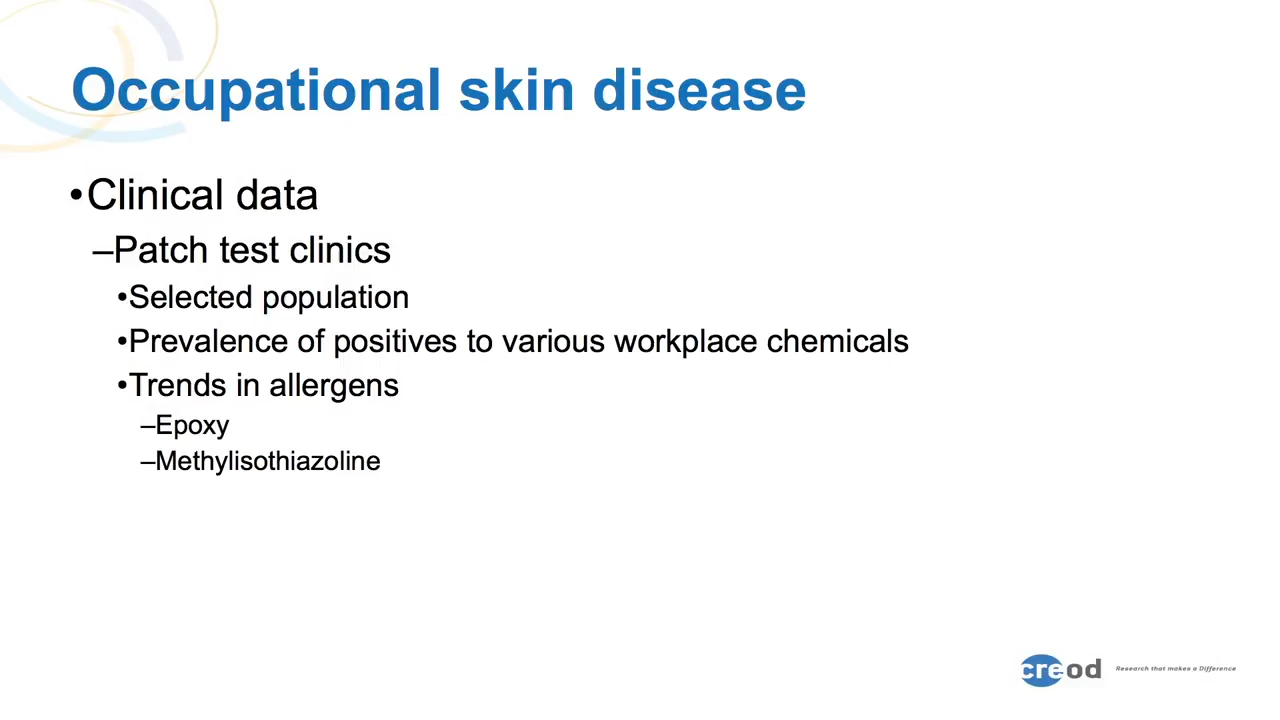 Occupational skin disease
•Clinical data
–Patch test clinics
•Selected population
•Prevalence of positives to various workplace chemicals
•Trends in allergens
–Epoxy
–Methylisothiazoline
creod Research that makes a Difference